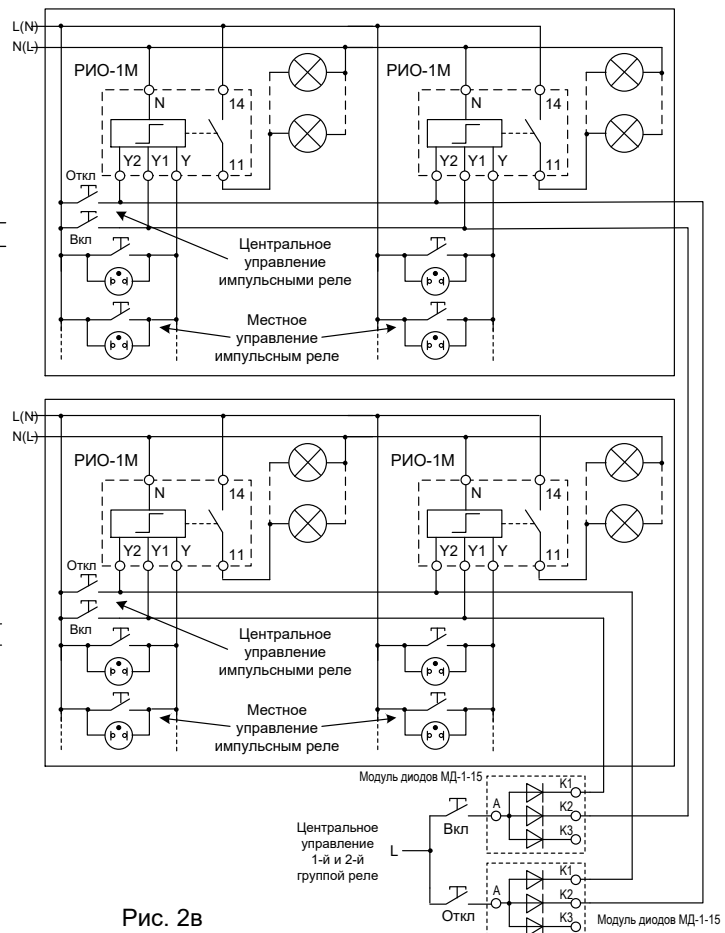 L(N)
N(L)
РИО-1М
РИО-1М
N
14
N
14
Y2 Y1 Y
11
Y2 Y1 Y
11
Откл
Вкл
Центральное
управление
импульсными реле
Местное
управление
импульсным реле
L(N)
N(L)
РИО-1М
РИО-1М
N
14
N
14
Y2 Y1 Y
11
Y2 Y1 Y
11
Откл
Вкл
Центральное
управление
импульсными реле
Местное
управление
импульсным реле
Модуль диодов МД-1-15
K1
A
K2
Вкл
K3
Центральное
управление
1-й и 2-й
группой реле
L
K1
A
K2
Откл
K3
Модуль диодов МД-1-15
Рис. 2в